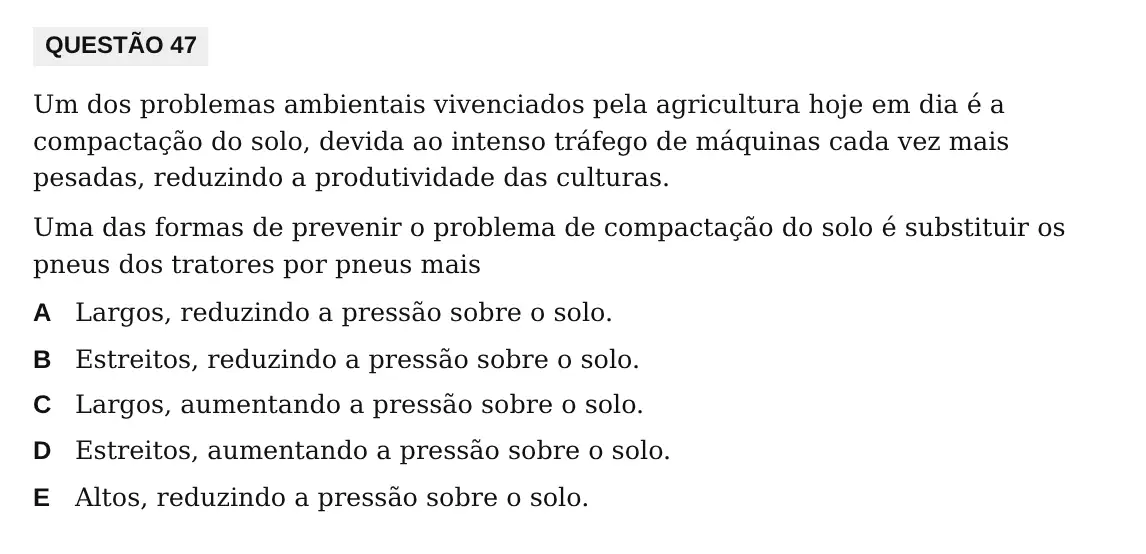 QUESTÃO 47
Um dos problemas ambientais vivenciados pela agricultura hoje em dia é a
compactação do solo, devida ao intenso tráfego de máquinas cada vez mais
pesadas, reduzindo a produtividade das culturas.
Uma das formas de prevenir o problema de compactação do solo é substituir os
pneus dos tratores por pneus mais
A Largos, reduzindo a pressão sobre o solo.
B Estreitos, reduzindo a pressão sobre o solo.
C Largos, aumentando a pressão sobre o solo.
D Estreitos, aumentando a pressão sobre o solo.
E Altos, reduzindo a pressão sobre o solo.